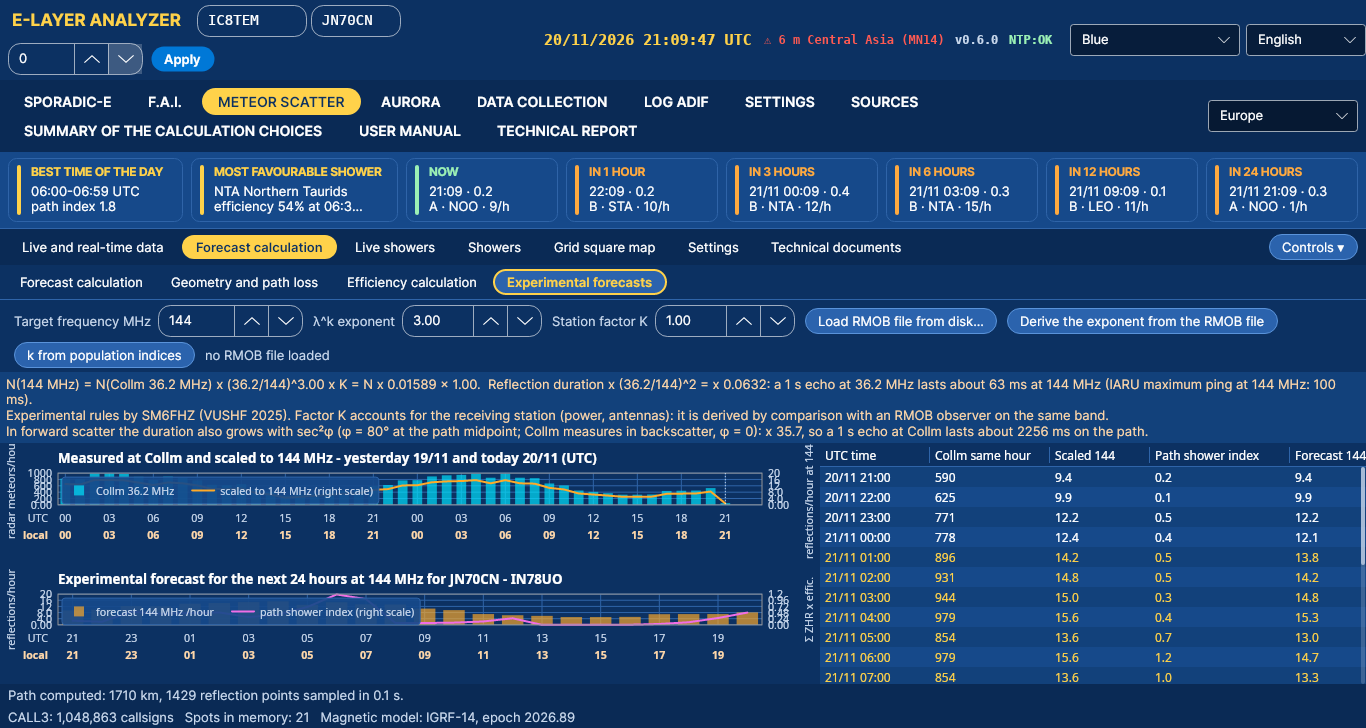 E-LAYER ANALYZER IC8TEM JN70CN
0 Apply
20/11/2026 21:09:47 UTC ⚠ 6 m Central Asia (MN14) v0.6.0 NTP:OK Blue English
SPORADIC-E F.A.I. METEOR SCATTER AURORA DATA COLLECTION LOG ADIF SETTINGS SOURCES
SUMMARY OF THE CALCULATION CHOICES USER MANUAL TECHNICAL REPORT
Europe
BEST TIME OF THE DAY
06:00-06:59 UTC
path index 1.8
MOST FAVOURABLE SHOWER
NTA Northern Taurids
efficiency 54% at 06:3...
NOW
21:09 · 0.2
A · NOO · 9/h
IN 1 HOUR
22:09 · 0.2
B · STA · 10/h
IN 3 HOURS
21/11 00:09 · 0.4
B · NTA · 12/h
IN 6 HOURS
21/11 03:09 · 0.3
B · NTA · 15/h
IN 12 HOURS
21/11 09:09 · 0.1
B · LEO · 11/h
IN 24 HOURS
21/11 21:09 · 0.3
A · NOO · 1/h
Live and real-time data Forecast calculation Live showers Showers Grid square map Settings Technical documents Controls ▾
Forecast calculation Geometry and path loss Efficiency calculation Experimental forecasts
Target frequency MHz 144 λ^k exponent 3.00 Station factor K 1.00 Load RMOB file from disk... Derive the exponent from the RMOB file
k from population indices no RMOB file loaded
N(144 MHz) = N(Collm 36.2 MHz) x (36.2/144)^3.00 x K = N x 0.01589 × 1.00. Reflection duration x (36.2/144)^2 = x 0.0632: a 1 s echo at 36.2 MHz lasts about 63 ms at 144 MHz (IARU maximum ping at 144 MHz: 100
ms).
Experimental rules by SM6FHZ (VUSHF 2025). Factor K accounts for the receiving station (power, antennas): it is derived by comparison with an RMOB observer on the same band.
In forward scatter the duration also grows with sec²φ (φ = 80° at the path midpoint; Collm measures in backscatter, φ = 0): x 35.7, so a 1 s echo at Collm lasts about 2256 ms on the path.
Measured at Collm and scaled to 144 MHz - yesterday 19/11 and today 20/11 (UTC)
radar meteors/hou
1000
0.00
Collm 36.2 MHz scaled to 144 MHz (right scale)
20
0.00
reflections/hour at 144
UTC 00 03 06 09 12 15 18 21 00 03 06 09 12 15 18 21
local 00 03 06 09 12 15 18 21 00 03 06 09 12 15 18 21
Experimental forecast for the next 24 hours at 144 MHz for JN70CN - IN78UO
reflections/hour
20
0.00
forecast 144 MHz /hour path shower index (right scale)
1.2
0.00
Σ ZHR x effic.
UTC 21 23 01 03 05 07 09 11 13 15 17 19
local 21 23 01 03 05 07 09 11 13 15 17 19
UTC time Collm same hour Scaled 144 Path shower index Forecast 144
20/11 21:00 590 9.4 0.2 9.4
20/11 22:00 625 9.9 0.1 9.9
20/11 23:00 771 12.2 0.5 12.2
21/11 00:00 778 12.4 0.4 12.1
21/11 01:00 896 14.2 0.5 13.8
21/11 02:00 931 14.8 0.5 14.2
21/11 03:00 944 15.0 0.3 14.8
21/11 04:00 979 15.6 0.4 15.3
21/11 05:00 854 13.6 0.7 13.0
21/11 06:00 979 15.6 1.2 14.7
21/11 07:00 854 13.6 1.0 13.3
Path computed: 1710 km, 1429 reflection points sampled in 0.1 s.
CALL3: 1,048,863 callsigns Spots in memory: 21 Magnetic model: IGRF-14, epoch 2026.89